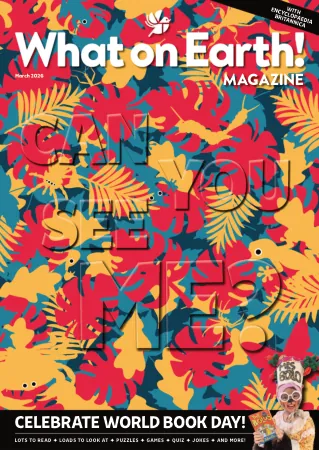 WITH
ENCYCLOPAEDIA
BRITANNICA
What on Earth!
March 2026
MAGAZINE
CAN
YOU
SEE
ME?
CELEBRATE WORLD BOOK DAY!
LOTS TO READ + LOADS TO LOOK AT + PUZZLES + GAMES + QUIZ + JOKES + AND MORE!